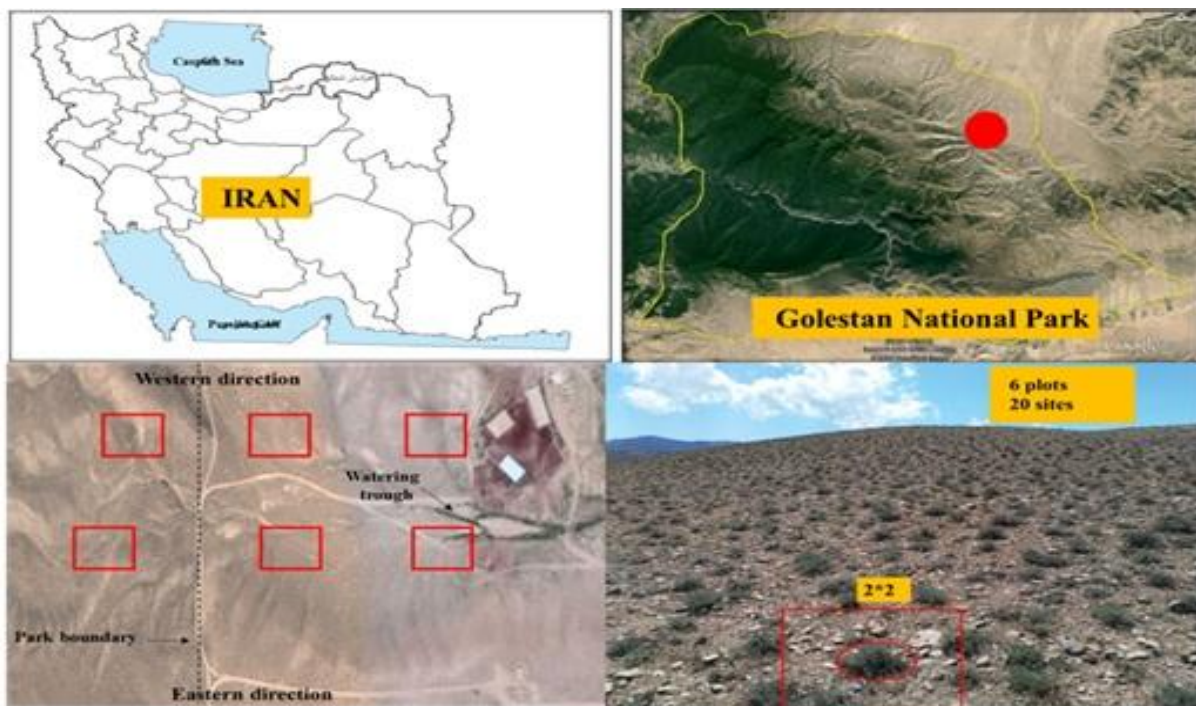 IRAN
Golestan National Park
Western direction
Watering
trough
Park boundary
Eastern direction
6 plots
20 sites
2*2
Sea